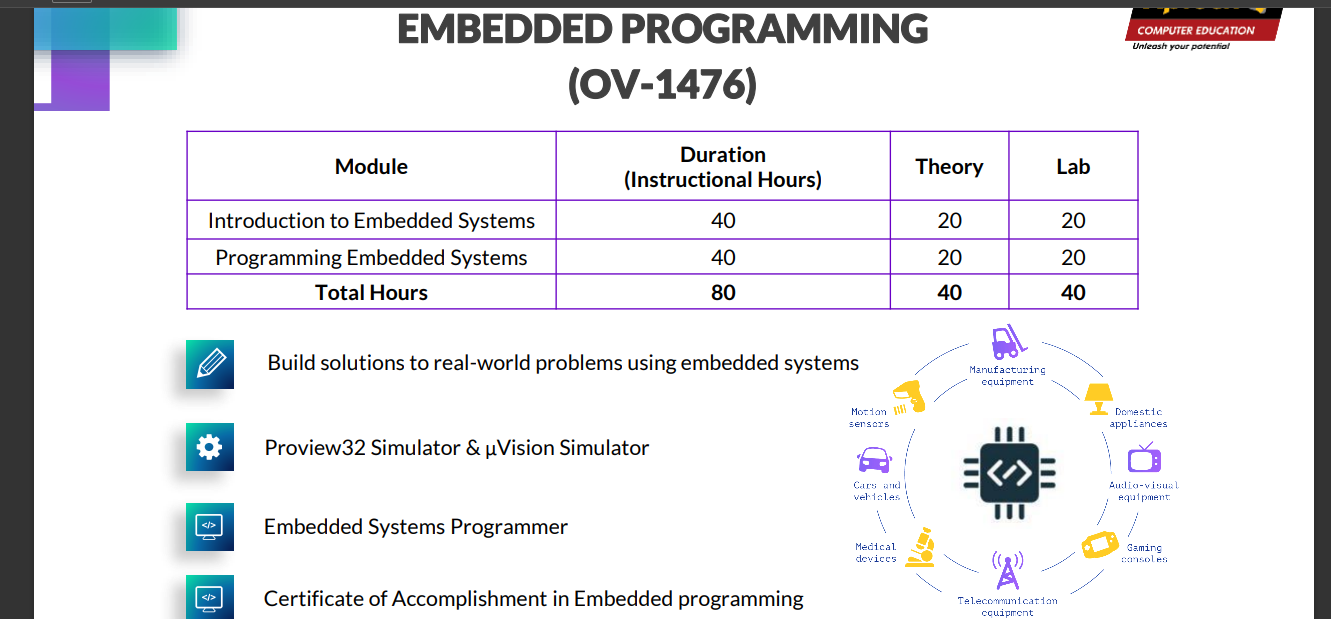 EMBEDDED PROGRAMMING
(OV-1476)
COMPUTER EDUCATION
Unleash your potential
Module Duration (Instructional Hours) Theory Lab
Introduction to Embedded Systems 40 20 20
Programming Embedded Systems 40 20 20
Total Hours 80 40 40
Build solutions to real-world problems using embedded systems
Proview32 Simulator & µVision Simulator
Embedded Systems Programmer
Certificate of Accomplishment in Embedded programming
Manufacturing
equipment
Domestic
appliances
Audio-visual
equipment
Gaming
consoles
Telecommunication
equipment
Medical
devices
Cars and
vehicles
Motion
sensors